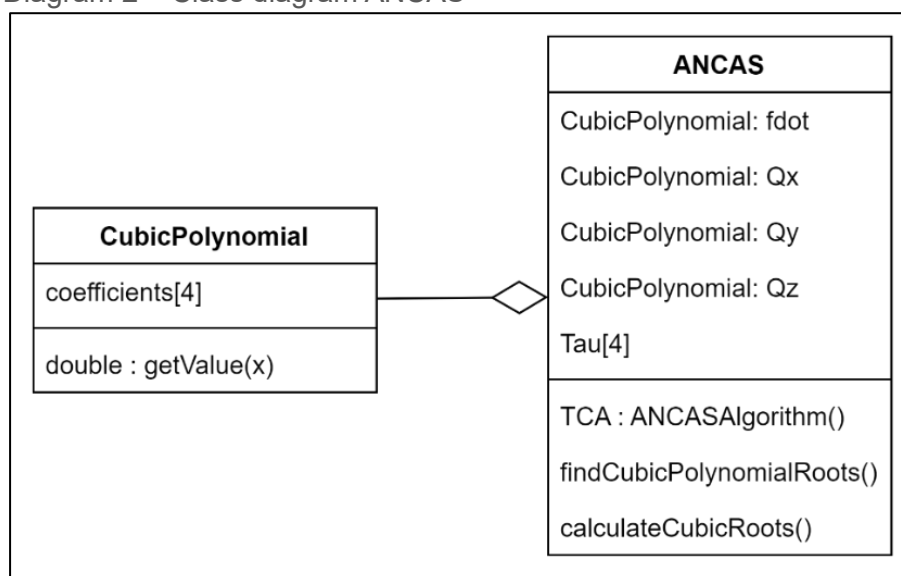 Diagram 2 – Class diagram ANCAS
ANCAS
CubicPolynomial: fdot
CubicPolynomial: Qx
CubicPolynomial: Qy
CubicPolynomial: Qz
Tau[4]
TCA : ANCASAlgorithm()
findCubicPolynomialRoots()
calculateCubicRoots()
CubicPolynomial
coefficients[4]
double : getValue(x)